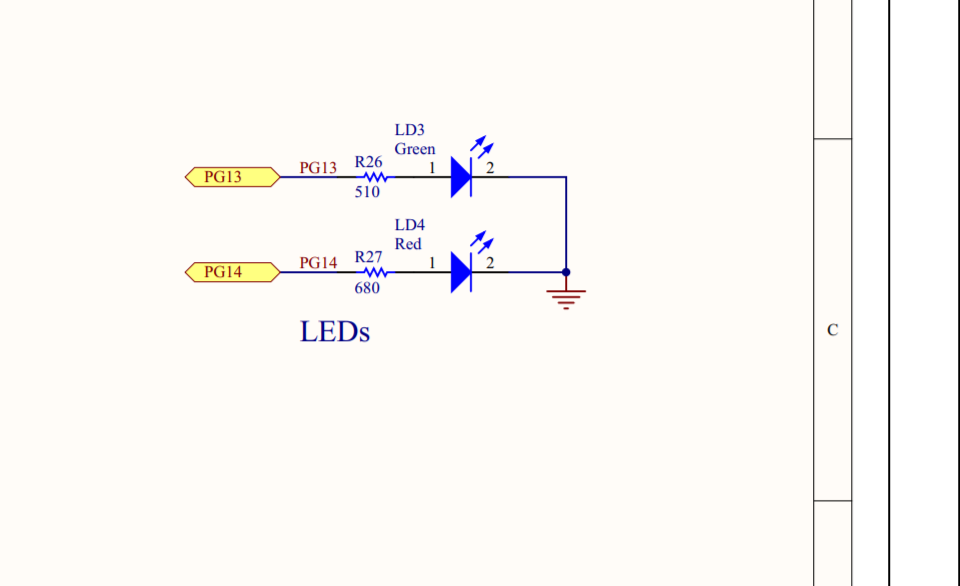 LD3
Green
PG13
PG13
R26
1
2
510
LD4
Red
PG14
PG14
R27
1
2
680
LEDs
C